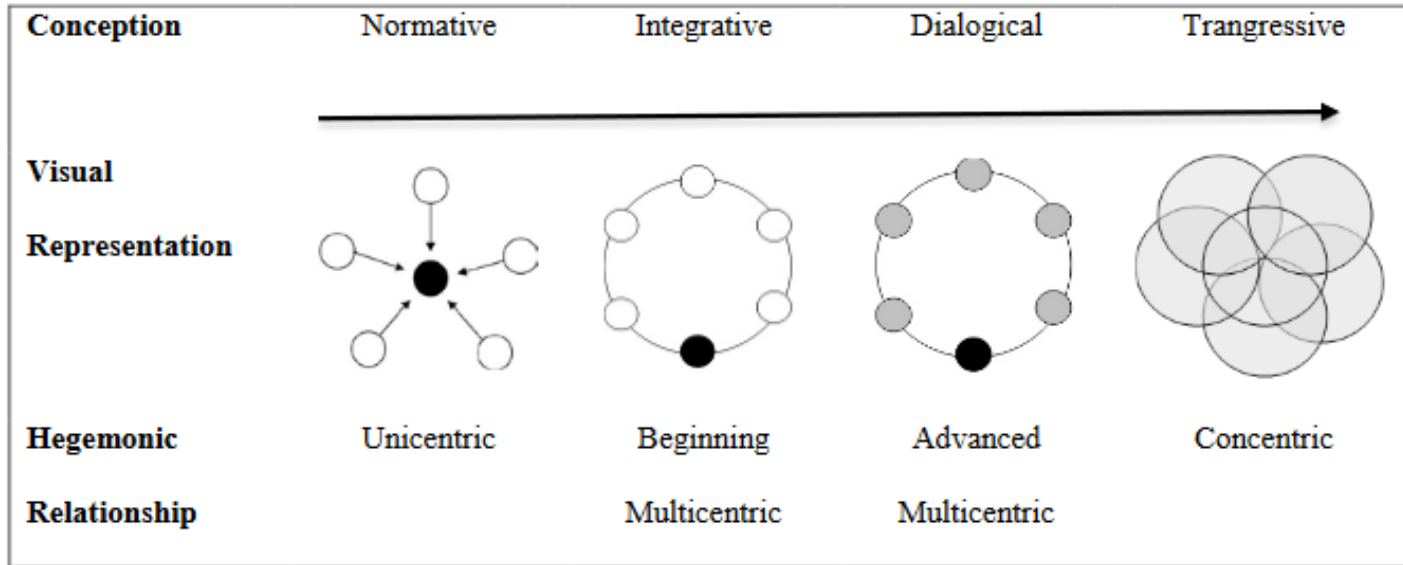 Conception Normative Integrative Dialogical Trangressive
Visual
Representation
Hegemonic Unicentric Beginning Advanced Concentric
Relationship Multicentric Multicentric